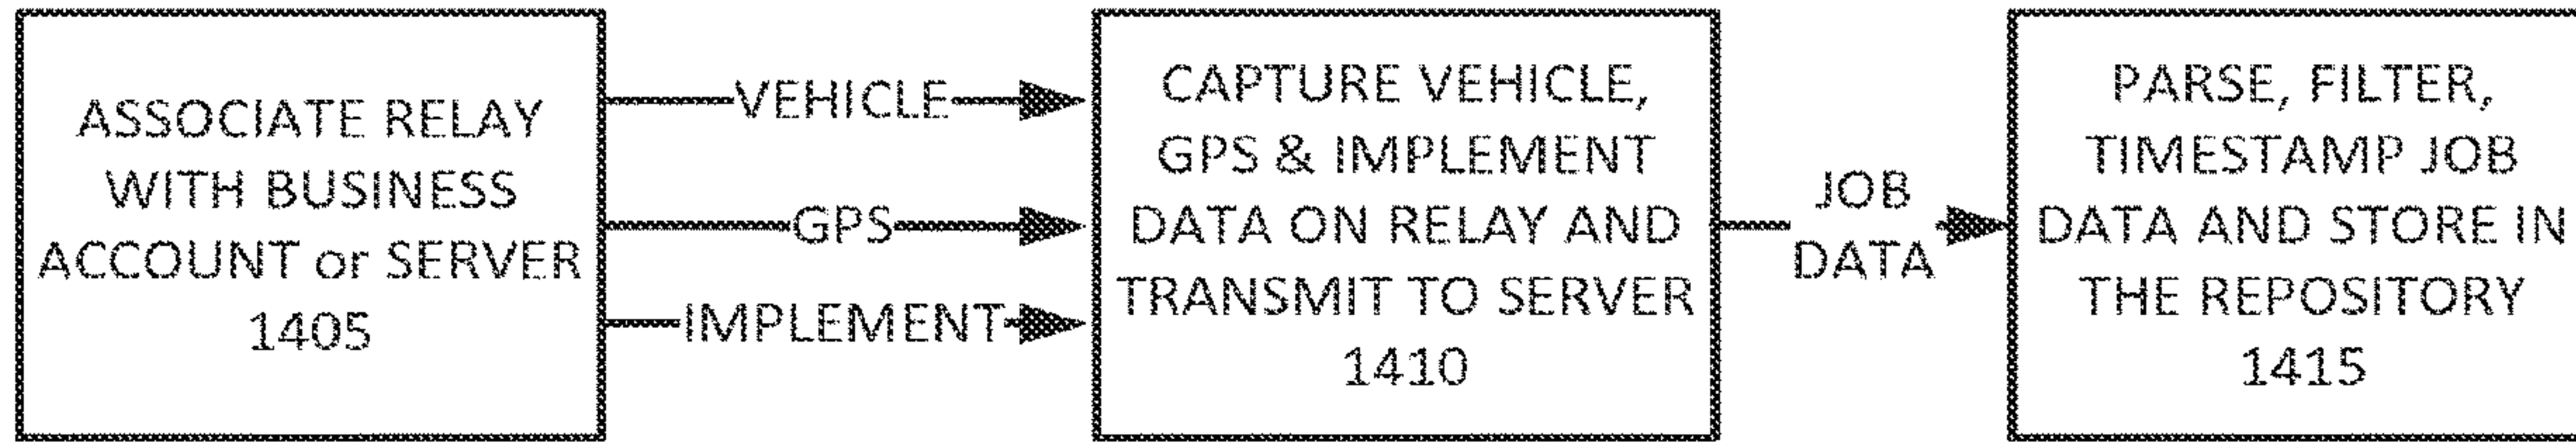 ASSOCIATE RELAY
WITH BUSINESS
ACCOUNT or SERVER
1405
VEHICLE
GPS
IMPLEMENT
CAPTURE VEHICLE,
GPS & IMPLEMENT
DATA ON RELAY AND
TRANSMIT TO SERVER
1410
JOB
DATA
PARSE, FILTER,
TIMESTAMP JOB
DATA AND STORE IN
THE REPOSITORY
1415